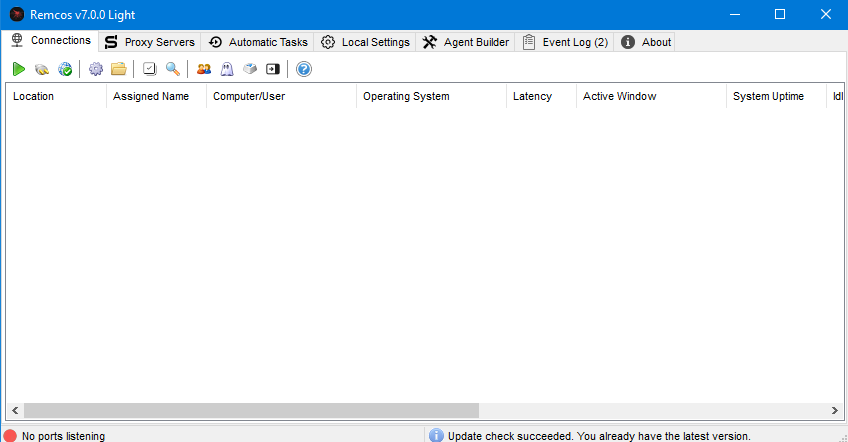 Remcos v7.0.0 Light
Connections Proxy Servers Automatic Tasks Local Settings Agent Builder Event Log (2) About
Location Assigned Name Computer/User Operating System Latency Active Window System Uptime Idl
No ports listening Update check succeeded. You already have the latest version.